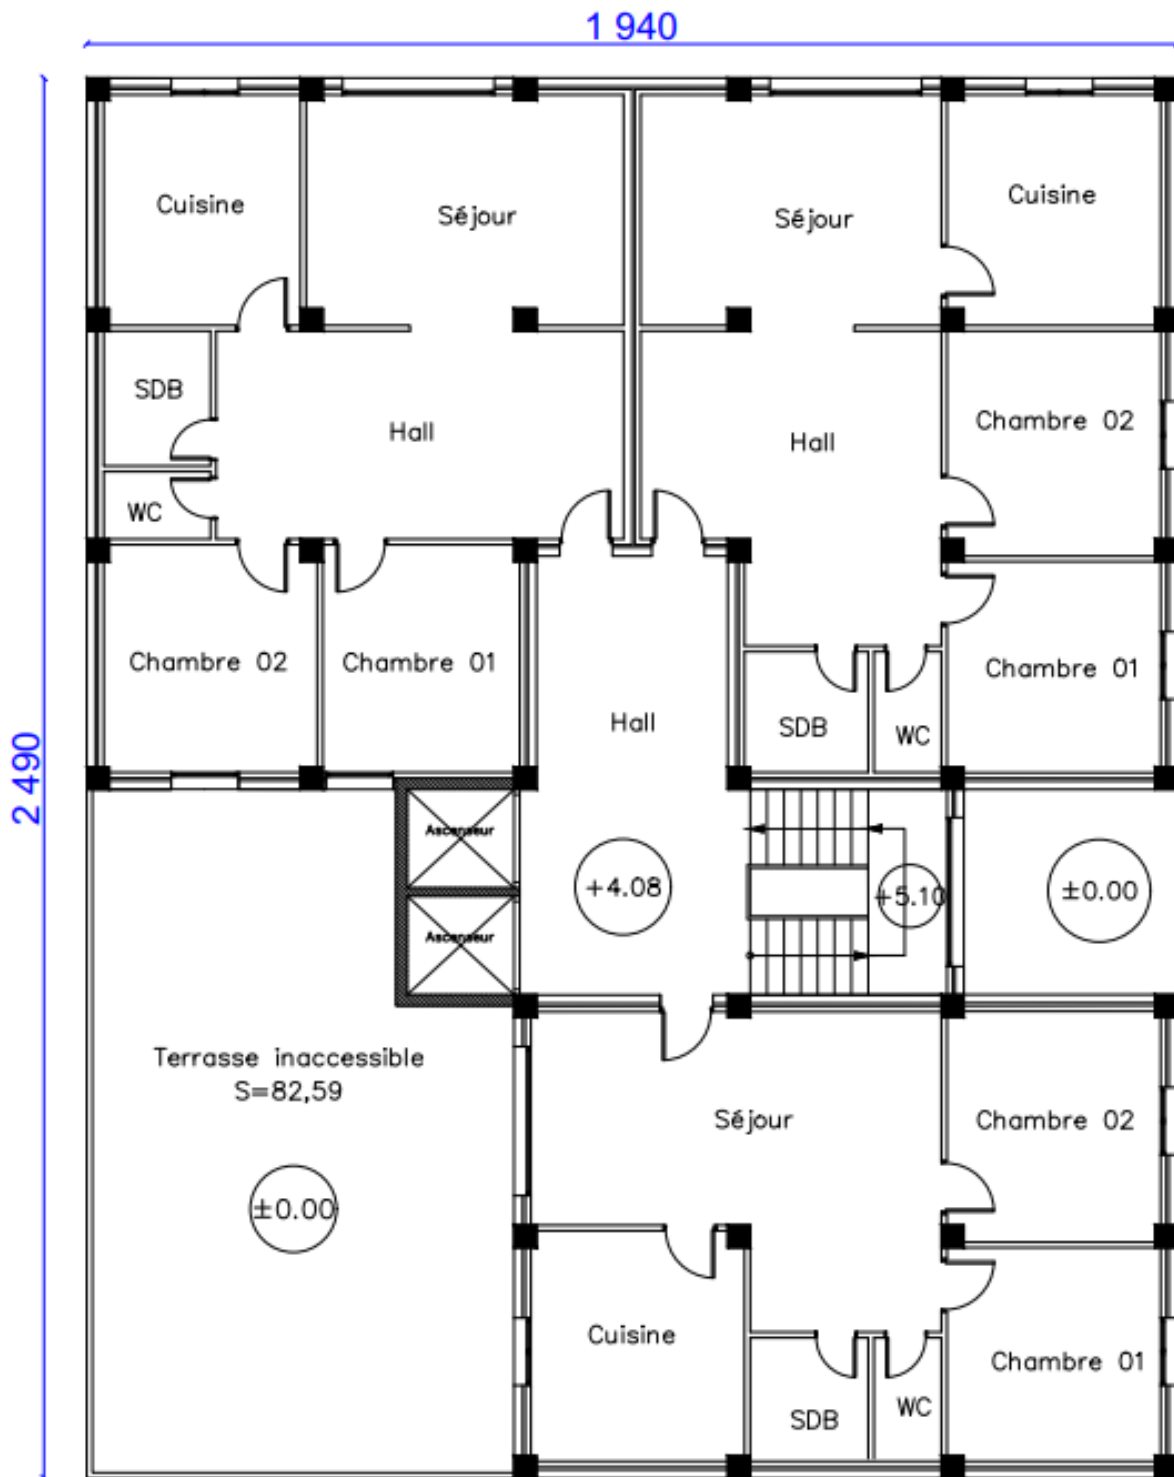 1 940
Cuisine
Séjour
Séjour
Cuisine
SDB
Hall
Hall
Chambre 02
WC
Chambre 02
Chambre 01
Hall
SDB
WC
Chambre 01
2 490
Ascenseur
+4.08
+5.10
±0.00
Ascenseur
Terrasse inaccessible
S=82,59
Séjour
Chambre 02
±0.00
Cuisine
SDB
WC
Chambre 01